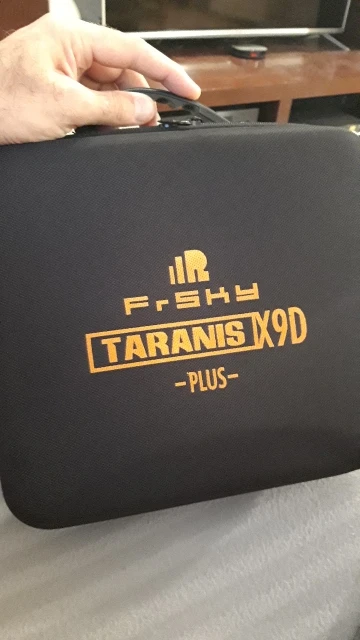 FrSky
TARANIS X9D
-PLUS-